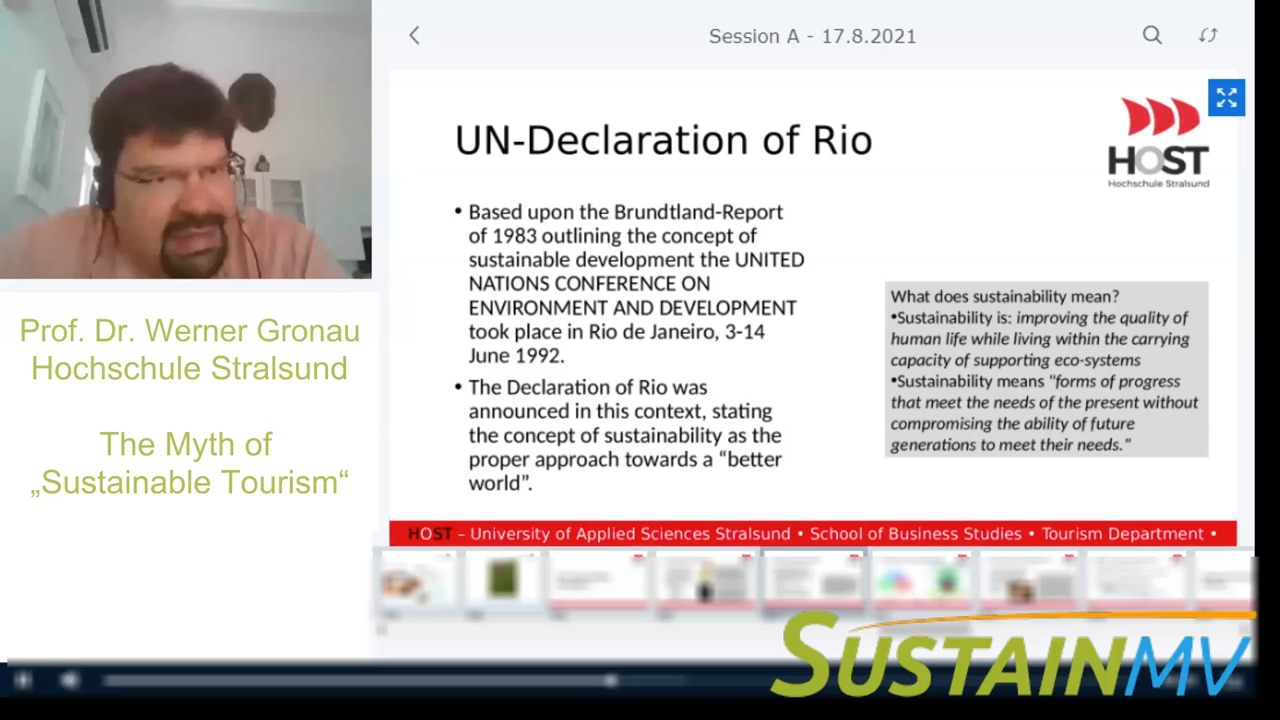 Session A - 17.8.2021
HOST
Hochschule Stralsund
UN-Declaration of Rio
• Based upon the Brundtland-Report
of 1983 outlining the concept of
sustainable development the UNITED
NATIONS CONFERENCE ON
ENVIRONMENT AND DEVELOPMENT
took place in Rio de Janeiro, 3-14
June 1992.
• The Declaration of Rio was
announced in this context, stating
the concept of sustainability as the
proper approach towards a “better
world”.
What does sustainability mean?
•Sustainability is: improving the quality of
human life while living within the carrying
capacity of supporting eco-systems
•Sustainability means "forms of progress
that meet the needs of the present without
compromising the ability of future
generations to meet their needs."
HOST – University of Applied Sciences Stralsund • School of Business Studies • Tourism Department •
Prof. Dr. Werner Gronau
Hochschule Stralsund
The Myth of
„Sustainable Tourism“
SUSTAINMV